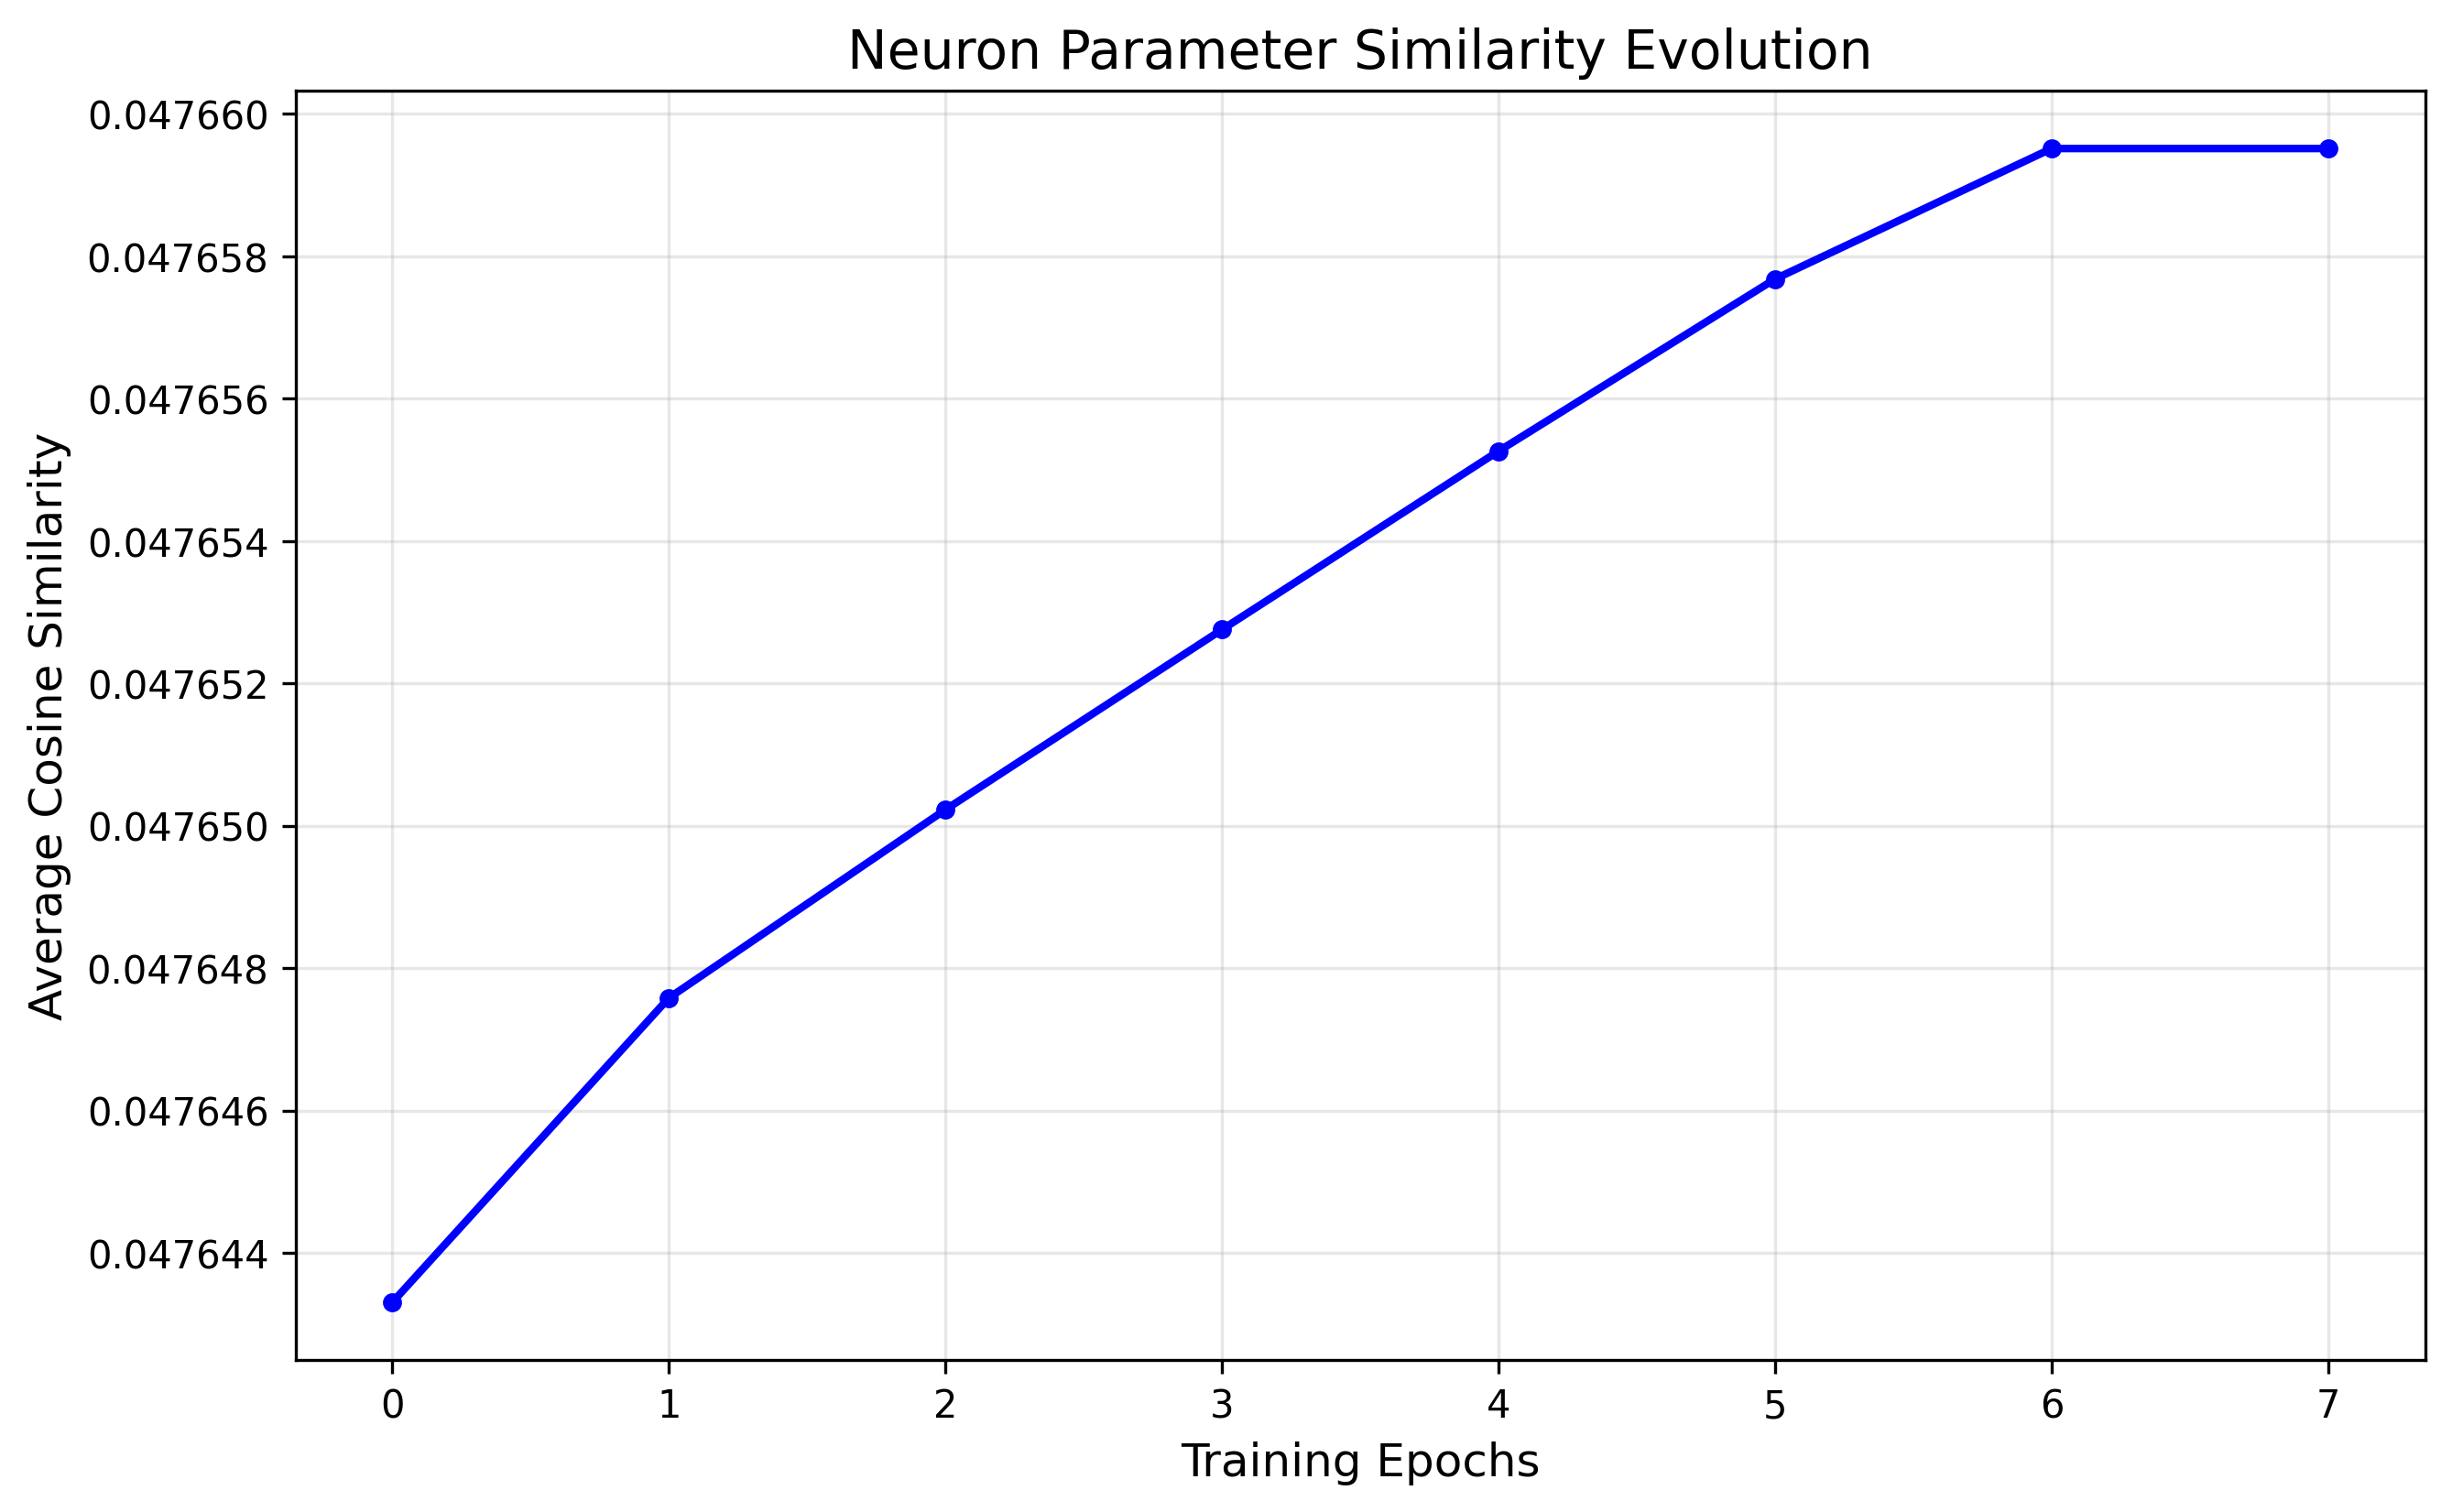 Neuron Parameter Similarity Evolution
0.047660
0.047658
0.047656
0.047654
0.047652
0.047650
0.047648
0.047646
0.047644
Average Cosine Similarity
0 1 2 3 4 5 6 7
Training Epochs